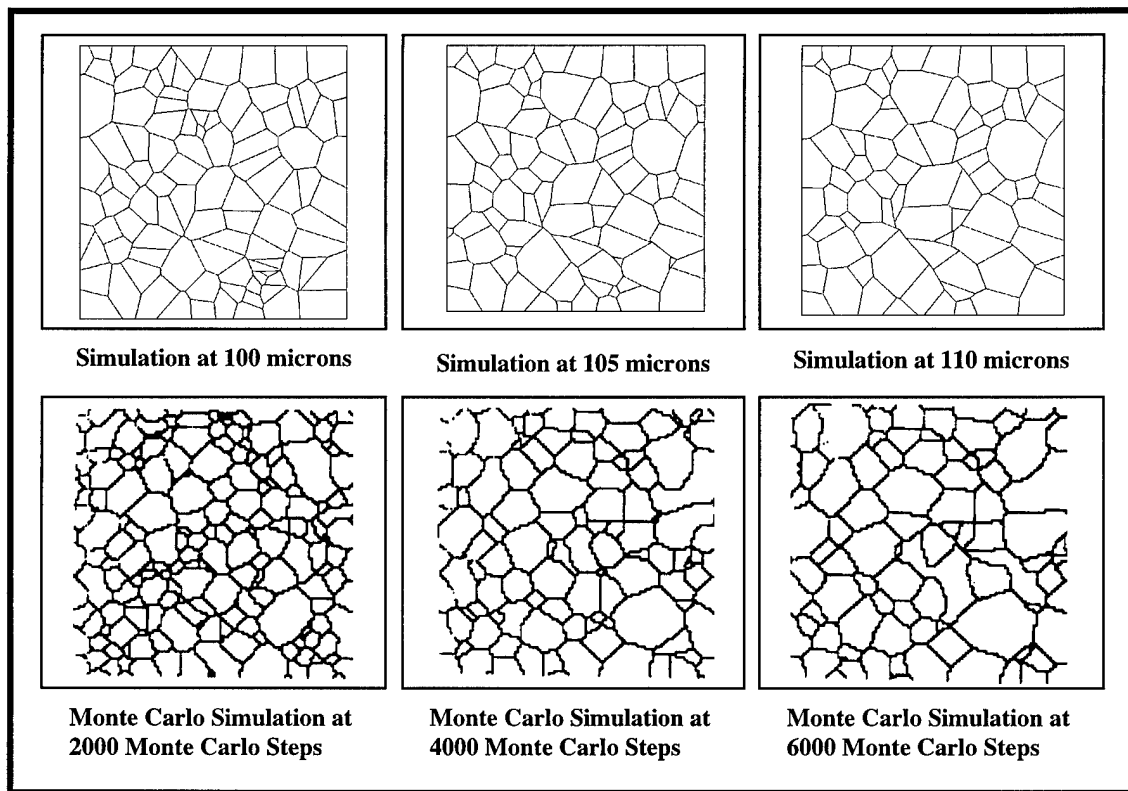 Simulation at 100 microns
Simulation at 105 microns
Simulation at 110 microns
Monte Carlo Simulation at
2000 Monte Carlo Steps
Monte Carlo Simulation at
4000 Monte Carlo Steps
Monte Carlo Simulation at
6000 Monte Carlo Steps